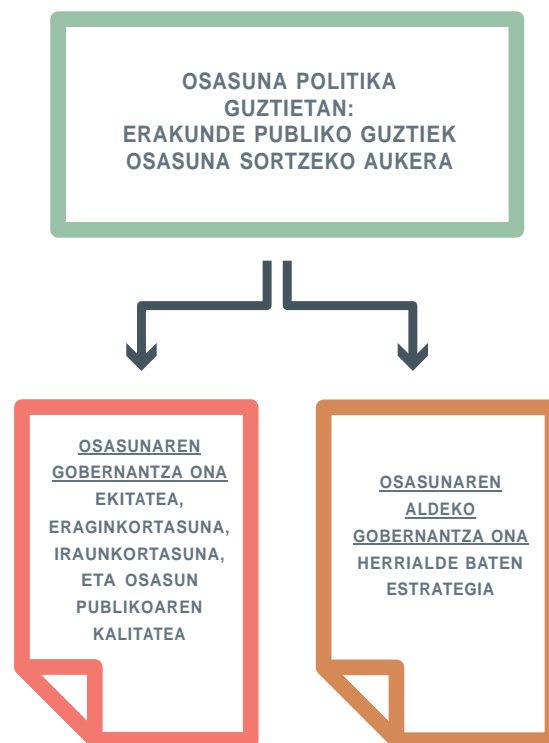 OSASUNA POLITIKA
GUZTIETAN:
ERAKUNDE PUBLIKO GUZTIEK
OSASUNA SORTZEKO AUKERA
OSASUNAREN
GOBERNANTZA ONA
EKITATEA,
ERAGINKORTASUNA,
IRAUNKORTASUNA,
ETA OSASUN
PUBLIKOAREN
KALITATEA
OSASUNAREN
ALDEKO
GOBERNANTZA ONA
HERRIALDE BATEN
ESTRATEGIA